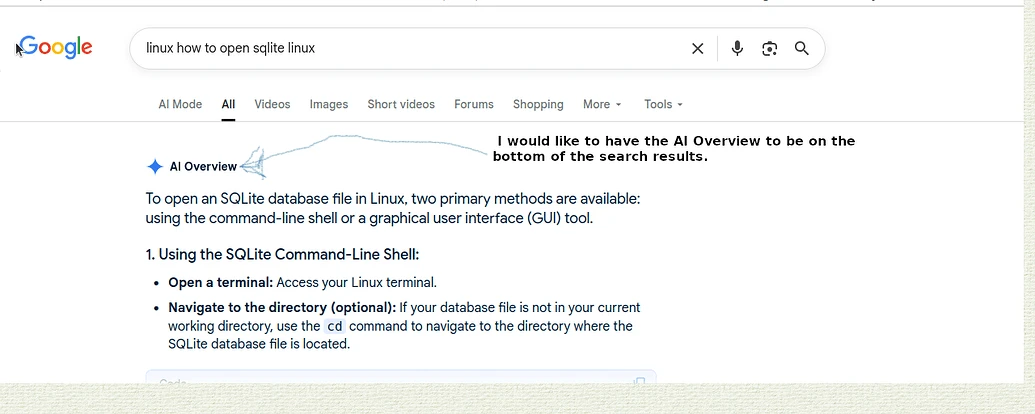 Google
linux how to open sqlite linux
AI Mode All Videos Images Short videos Forums Shopping More Tools
I would like to have the AI Overview to be on the
bottom of the search results.
AI Overview
To open an SQLite database file in Linux, two primary methods are available:
using the command-line shell or a graphical user interface (GUI) tool.
1. Using the SQLite Command-Line Shell:
• Open a terminal: Access your Linux terminal.
• Navigate to the directory (optional): If your database file is not in your current
working directory, use the cd command to navigate to the directory where the
SQLite database file is located.
Code